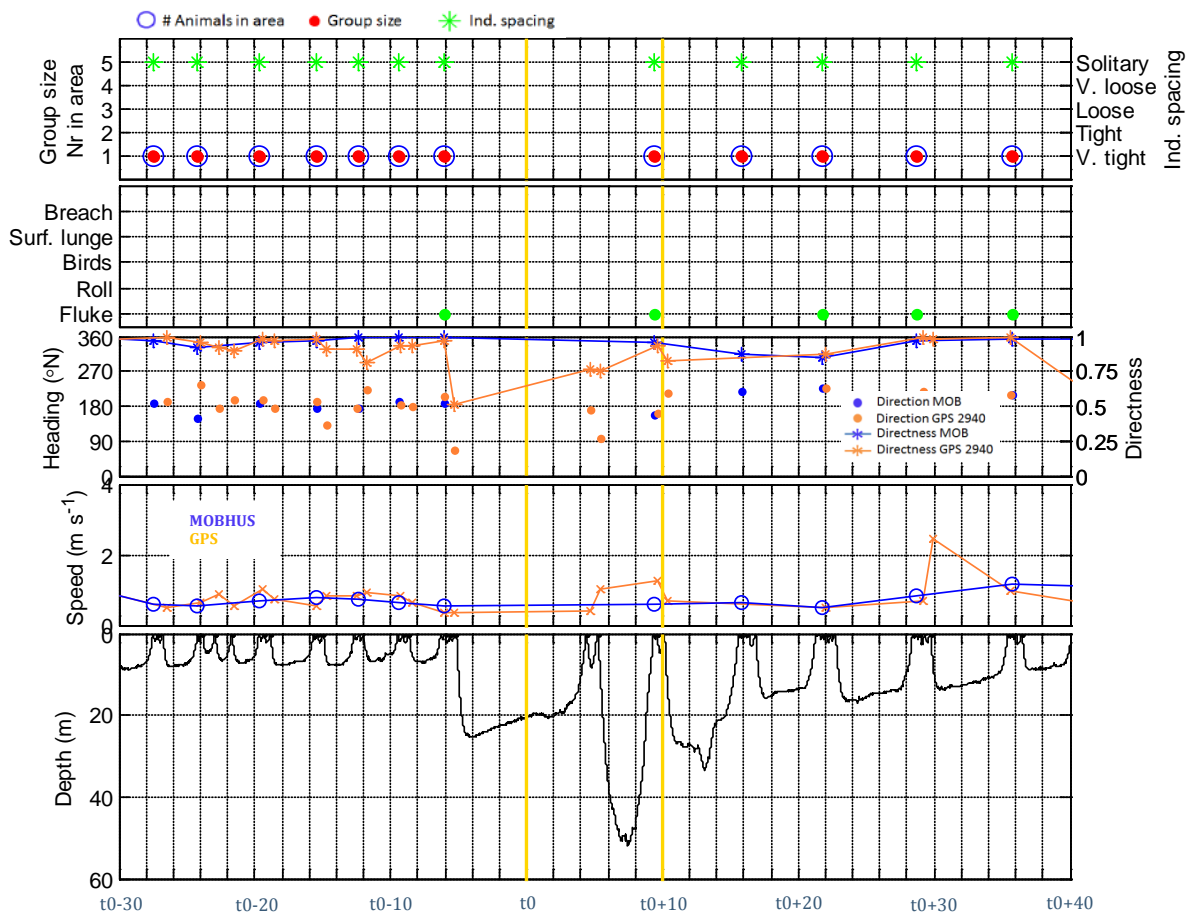 # Animals in area Group size Ind. spacing
Group size
Nr in area
5
4
3
2
1
Solitary
V. loose
Loose
Tight
V. tight
Ind. spacing
Breach
Surf. lunge
Birds
Roll
Fluke
Heading (°N)
360
270
180
90
0
1
0.75
0.5
0.25
0
Directness
Direction MOB
Direction GPS 2940
Directness MOB
Directness GPS 2940
Speed (m s-1)
4
2
0
MOBHUS
GPS
Depth (m)
0
20
40
60
t0-30 t0-20 t0-10 t0 t0+10 t0+20 t0+30 t0+40